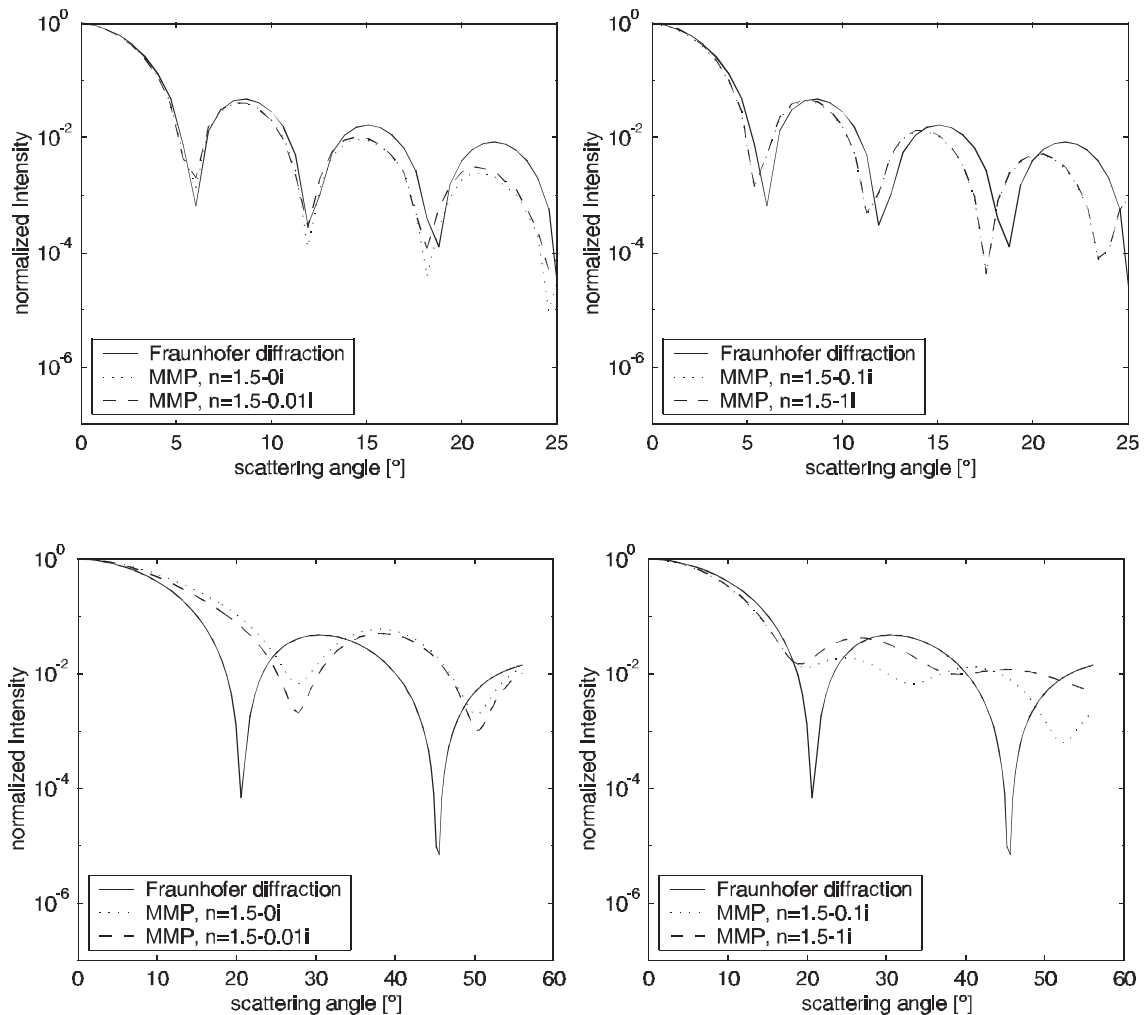 10^0
10^-2
10^-4
10^-6
normalized Intensity
Fraunhofer diffraction
MMP, n=1.5-0i
MMP, n=1.5-0.01I
0 5 10 15 20 25
scattering angle [°]
10^0
10^-2
10^-4
10^-6
normalized Intensity
Fraunhofer diffraction
MMP, n=1.5-0.1i
MMP, n=1.5-1I
0 5 10 15 20 25
scattering angle [°]
10^0
10^-2
10^-4
10^-6
normalized Intensity
Fraunhofer diffraction
MMP, n=1.5-0i
MMP, n=1.5-0.01i
0 10 20 30 40 50 60
scattering angle [°]
10^0
10^-2
10^-4
10^-6
normalized Intensity
Fraunhofer diffraction
MMP, n=1.5-0.1i
MMP, n=1.5-1i
0 10 20 30 40 50 60
scattering angle [°]